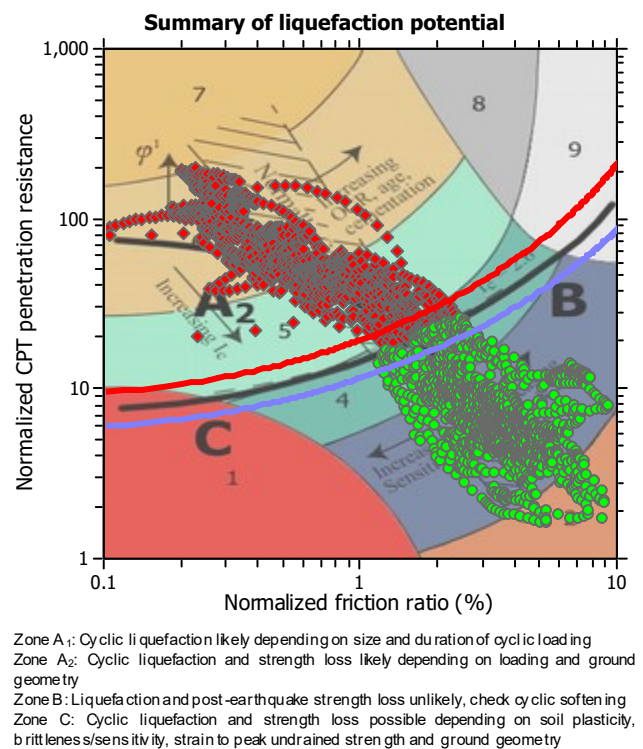 Summary of liquefaction potential
1,000
7
8
φ¹
9
100
Increasing
OCR, age,
cementation
Normalized CPT penetration resistance
A2
Increasing Ic
5
B
10
4
C
1
1
0.1
1
10
Normalized friction ratio (%)
Zone A1: Cyclic liquefaction likely depending on size and duration of cyclic loading
Zone A2: Cyclic liquefaction and strength loss likely depending on loading and ground
geometry
Zone B: Liquefaction and post-earthquake strength loss unlikely, check cyclic softening
Zone C: Cyclic liquefaction and strength loss possible depending on soil plasticity,
brittleness/sensitivity, strain to peak undrained strength and ground geometry